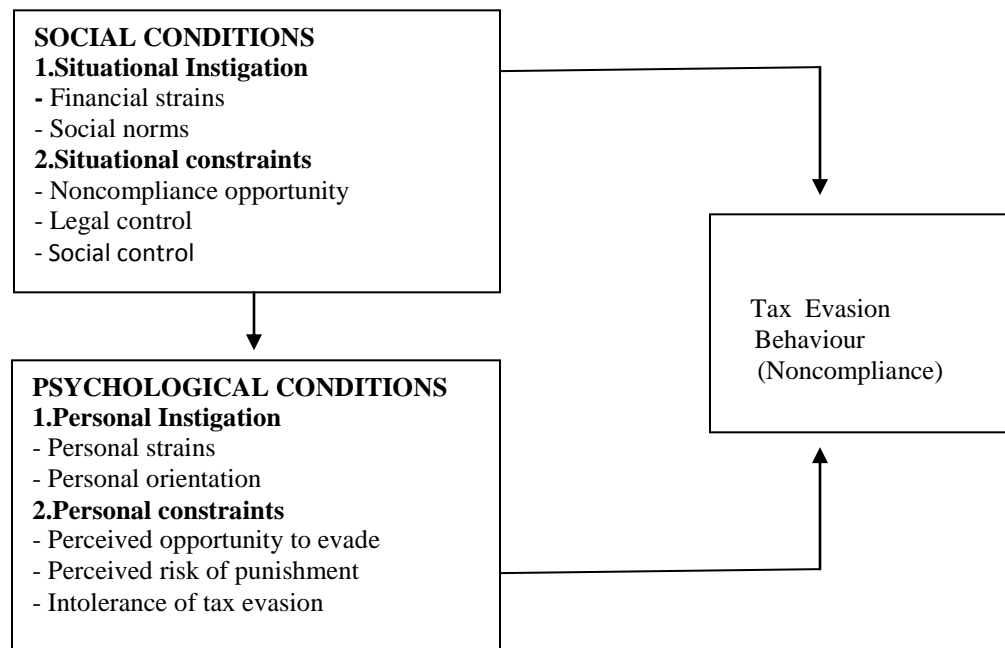 SOCIAL CONDITIONS
1.Situational Instigation
- Financial strains
- Social norms
2.Situational constraints
- Noncompliance opportunity
- Legal control
- Social control
PSYCHOLOGICAL CONDITIONS
1.Personal Instigation
- Personal strains
- Personal orientation
2.Personal constraints
- Perceived opportunity to evade
- Perceived risk of punishment
- Intolerance of tax evasion
Tax Evasion
Behaviour
(Noncompliance)